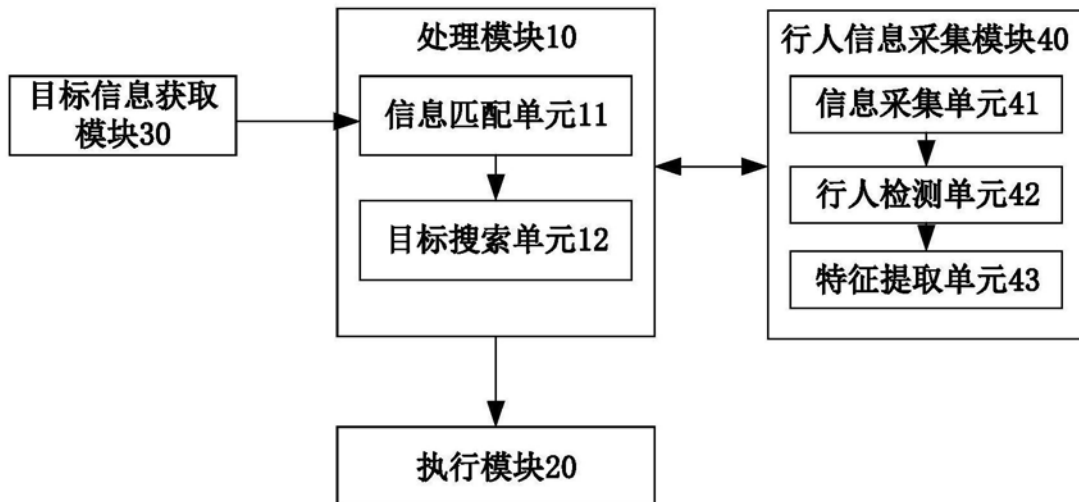 目标信息获取
模块30
处理模块10
信息匹配单元11
目标搜索单元12
行人信息采集模块40
信息采集单元41
行人检测单元42
特征提取单元43
执行模块20